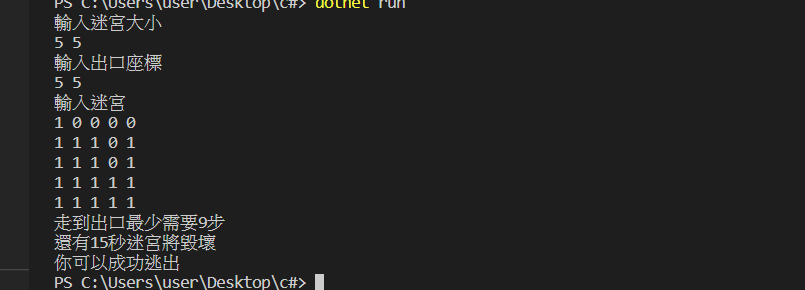 PS C:\Users\user\Desktop\c#> dotnet run
輸入迷宮大小
5 5
輸入出口座標
5 5
輸入迷宮
1 0 0 0 0
1 1 1 0 1
1 1 1 0 1
1 1 1 1 1
1 1 1 1 1
走到出口最少需要9步
還有15秒迷宮將毀壞
你可以成功逃出
PS C:\Users\user\Desktop\c#>